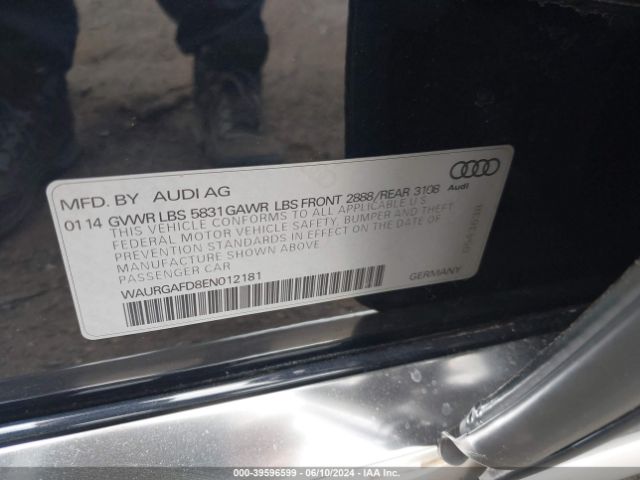 MFD. BY AUDI AG
Audi
01 14 GVWR LBS 5831 GAWR LBS FRONT 2888/REAR 3108
THIS VEHICLE CONFORMS TO ALL APPLICABLE U.S
FEDERAL MOTOR VEHICLE SAFETY, BUMPER AND THEFT
PREVENTION STANDARDS IN EFFECT ON THE DATE OF
MANUFACTURE SHOWN ABOVE
PASSENGER CAR
WAURGAFD8EN012181
GERMANY
000-39596599 / 06/10/2024 - IAA Inc.